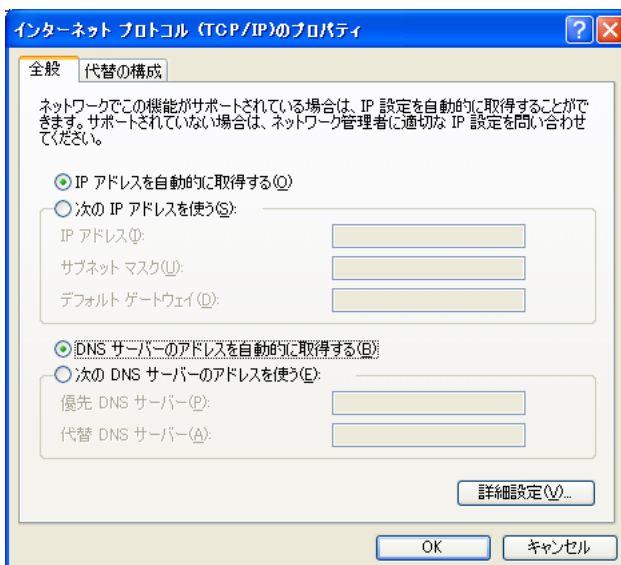 インターネット プロトコル (TCP/IP)のプロパティ
全般
代替の構成
ネットワークでこの機能がサポートされている場合は、IP 設定を自動的に取得することがで
きます。サポートされていない場合は、ネットワーク管理者に適切な IP 設定を問い合わせ
てください。
IP アドレスを自動的に取得する(O)
次の IP アドレスを使う(S):
IP アドレス(I):
サブネット マスク(U):
デフォルト ゲートウェイ(D):
DNS サーバーのアドレスを自動的に取得する(B)
次の DNS サーバーのアドレスを使う(E):
優先 DNS サーバー(P):
代替 DNS サーバー(A):
詳細設定(V)...
OK
キャンセル